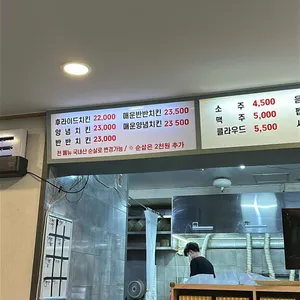 후라이드치킨 22,000 매운반반치킨 23,500
양념치킨 23,000 매운양념치킨 23,500
반반치킨 23,000
전 메뉴 국내산 순살로 변경가능 / ※ 순살은 2천원 추가
소 주 4,500
맥 주 5,000
클라우드 5,500